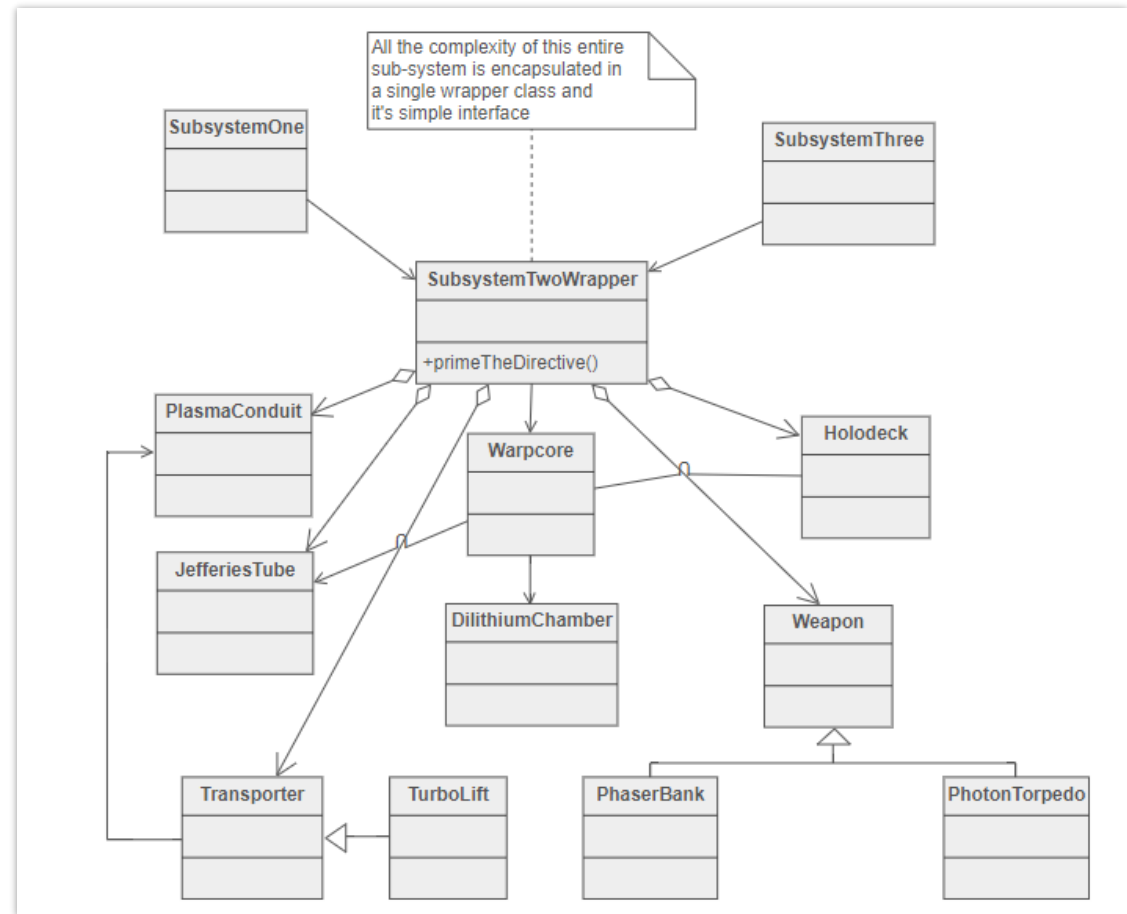 All the complexity of this entire
sub-system is encapsulated in
a single wrapper class and
it's simple interface
SubsystemOne
SubsystemThree
SubsystemTwoWrapper
+primeTheDirective()
PlasmaConduit
Warpcore
Holodeck
JefferiesTube
DilithiumChamber
Weapon
Transporter
TurboLift
PhaserBank
PhotonTorpedo